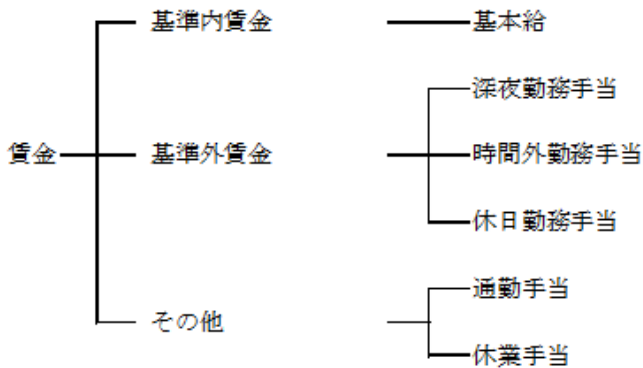 基準内賃金 基本給
深夜勤務手当
賃金 基準外賃金 時間外勤務手当
休日勤務手当
通勤手当
その他
休業手当